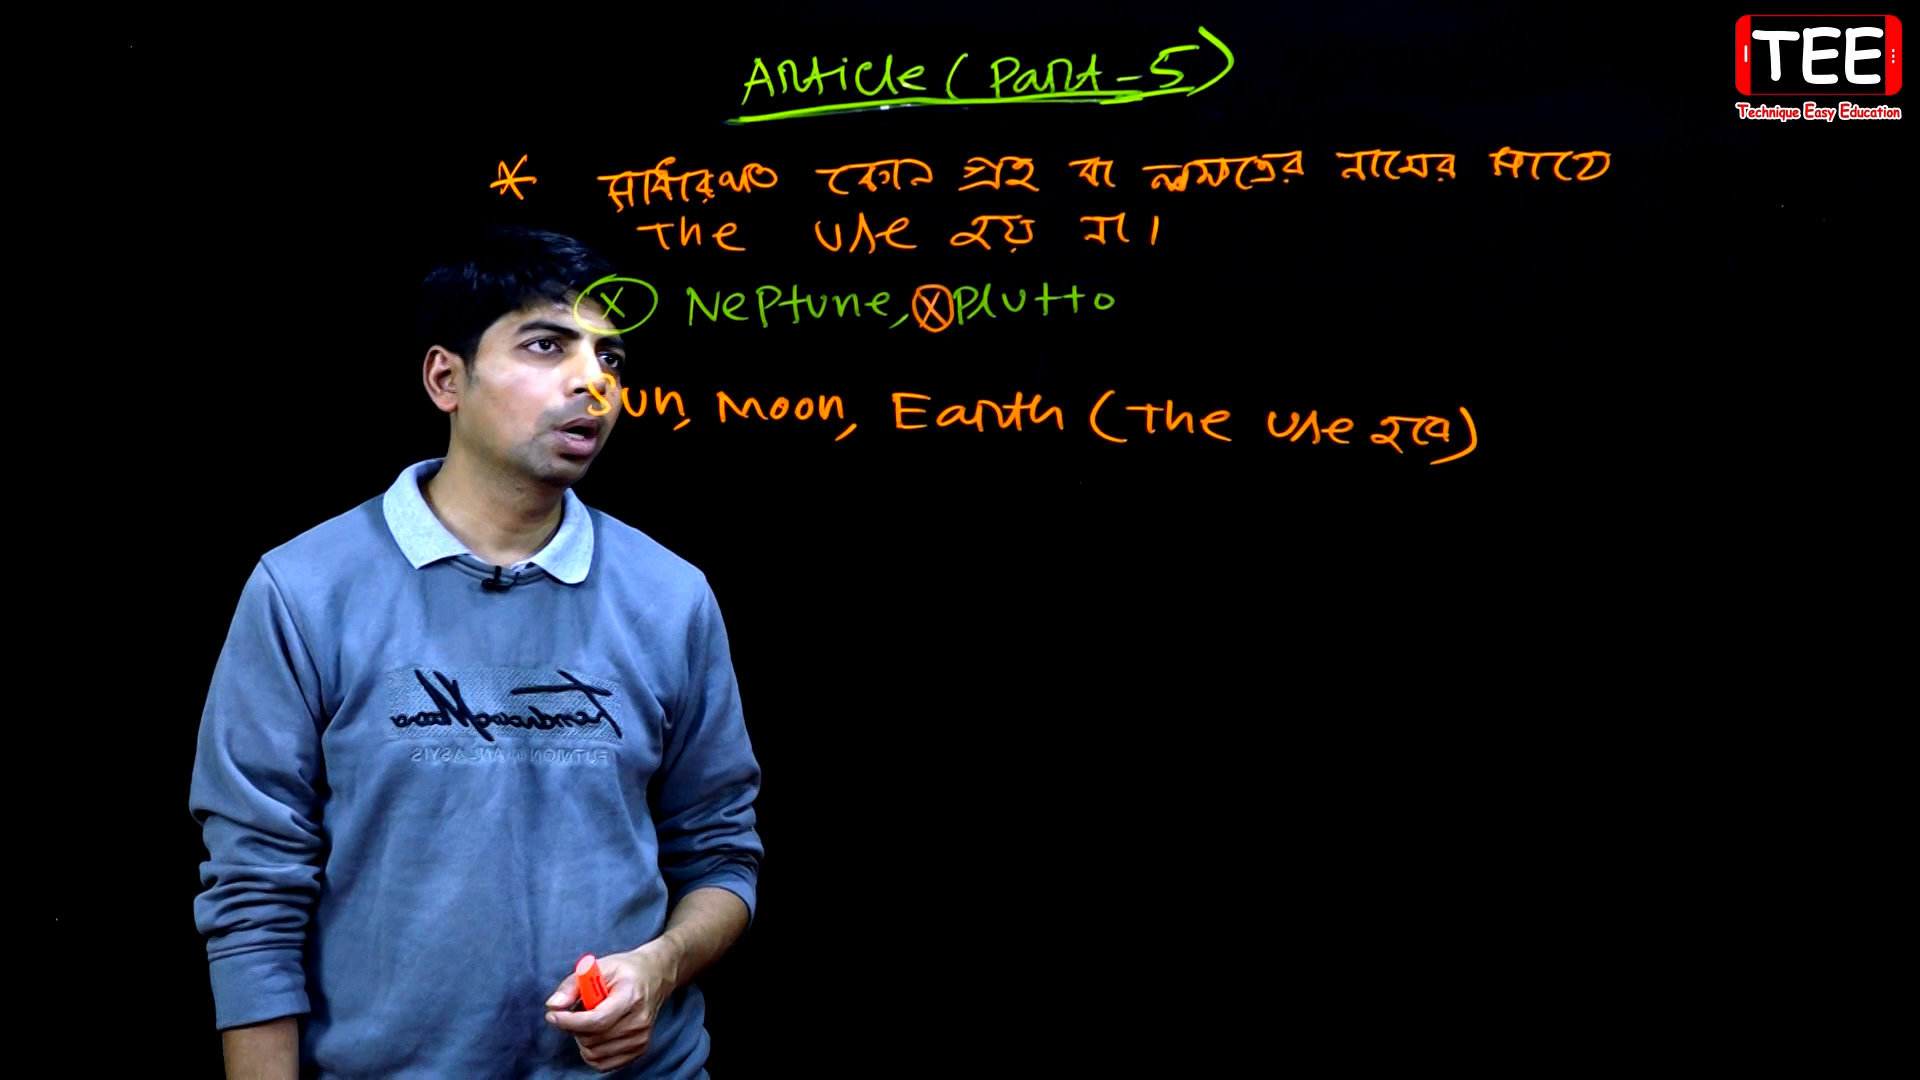 Article (Part-5)
TEE
Technique Easy Education
* সাধারণত কোন গ্রহ বা নক্ষত্রের নামের সাথে
The use হয় না।
X Neptune, X Plutto
Sun, Moon, Earth (The use হবে)